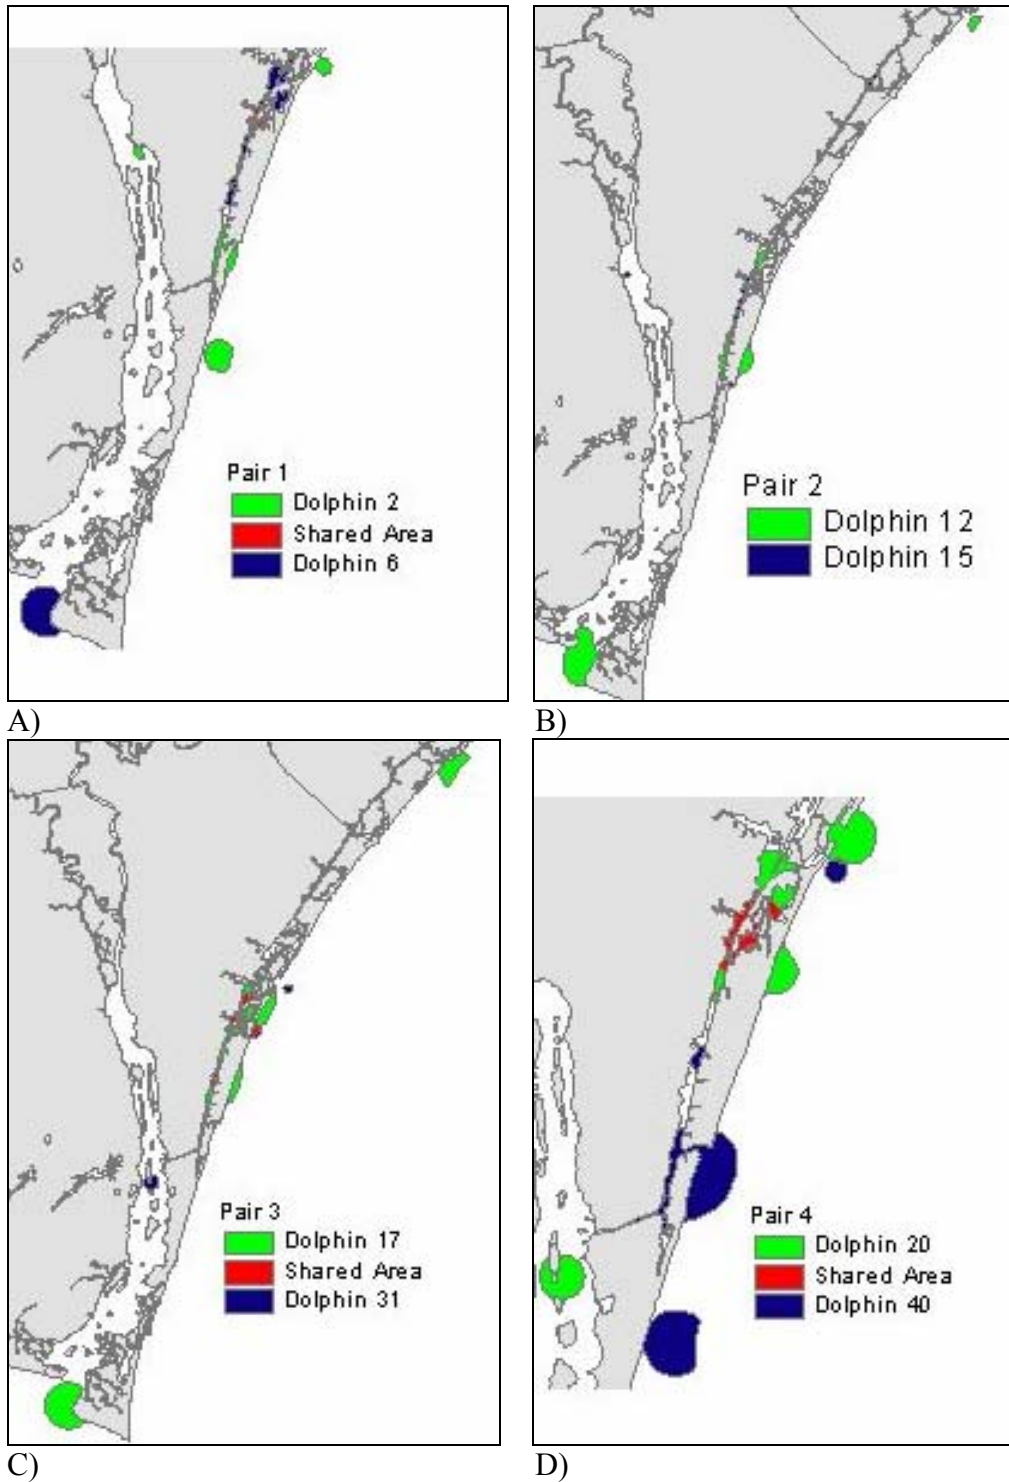 Pair 1
Dolphin 2
Shared Area
Dolphin 6
A)
Pair 2
Dolphin 12
Dolphin 15
B)
Pair 3
Dolphin 17
Shared Area
Dolphin 31
C)
Pair 4
Dolphin 20
Shared Area
Dolphin 40
D)